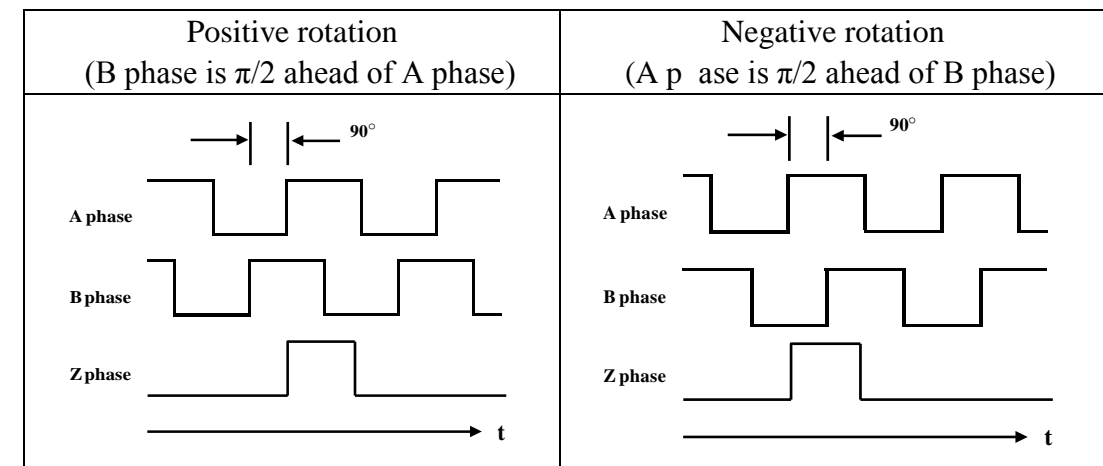 Positive rotation
(B phase is π/2 ahead of A phase)
Negative rotation
(A p ase is π/2 ahead of B phase)
90°
A phase
B phase
Z phase
t
90°
A phase
B phase
Z phase
t